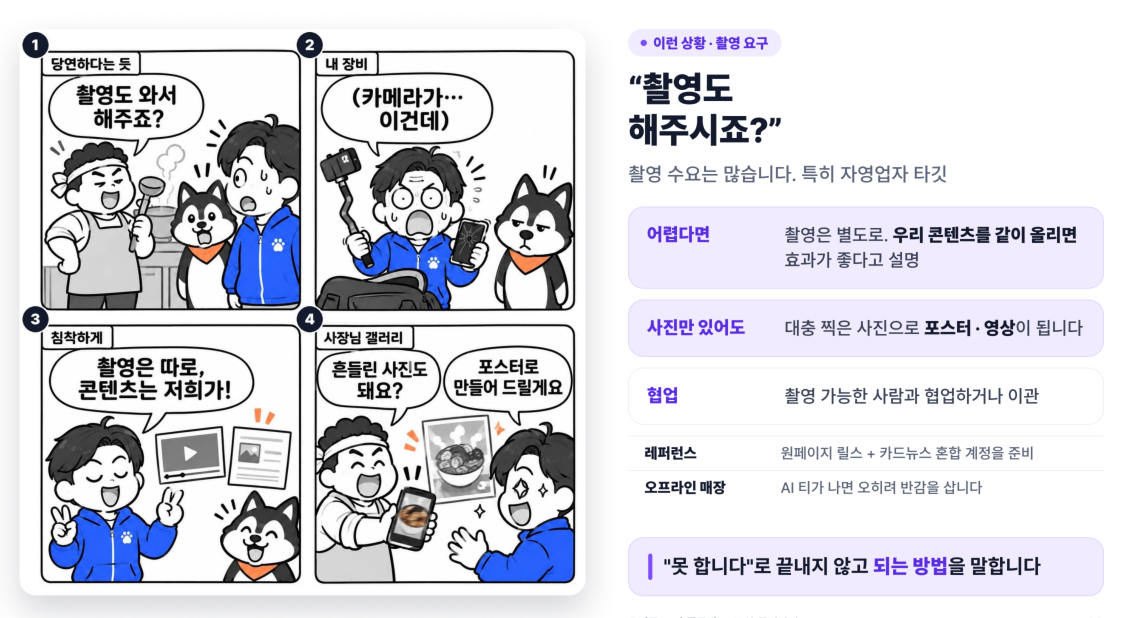 1
당연하다는 듯
촬영도 와서
해주죠?
2
내 장비
(카메라가…
이건데)
3
침착하게
촬영은 따로,
콘텐츠는 저희가!
4
사장님 갤러리
흔들린 사진도
돼요?
포스터로
만들어 드릴게요
이런 상황 · 촬영 요구
“촬영도
해주시죠?”
촬영 수요는 많습니다. 특히 자영업자 타깃
어렵다면
촬영은 별도로. 우리 콘텐츠를 같이 올리면
효과가 좋다고 설명
사진만 있어도
대충 찍은 사진으로 포스터 · 영상이 됩니다
협업
촬영 가능한 사람과 협업하거나 이관
레퍼런스
원페이지 릴스 + 카드뉴스 혼합 계정을 준비
오프라인 매장
AI 티가 나면 오히려 반감을 삽니다
"못 합니다"로 끝내지 않고 되는 방법을 말합니다